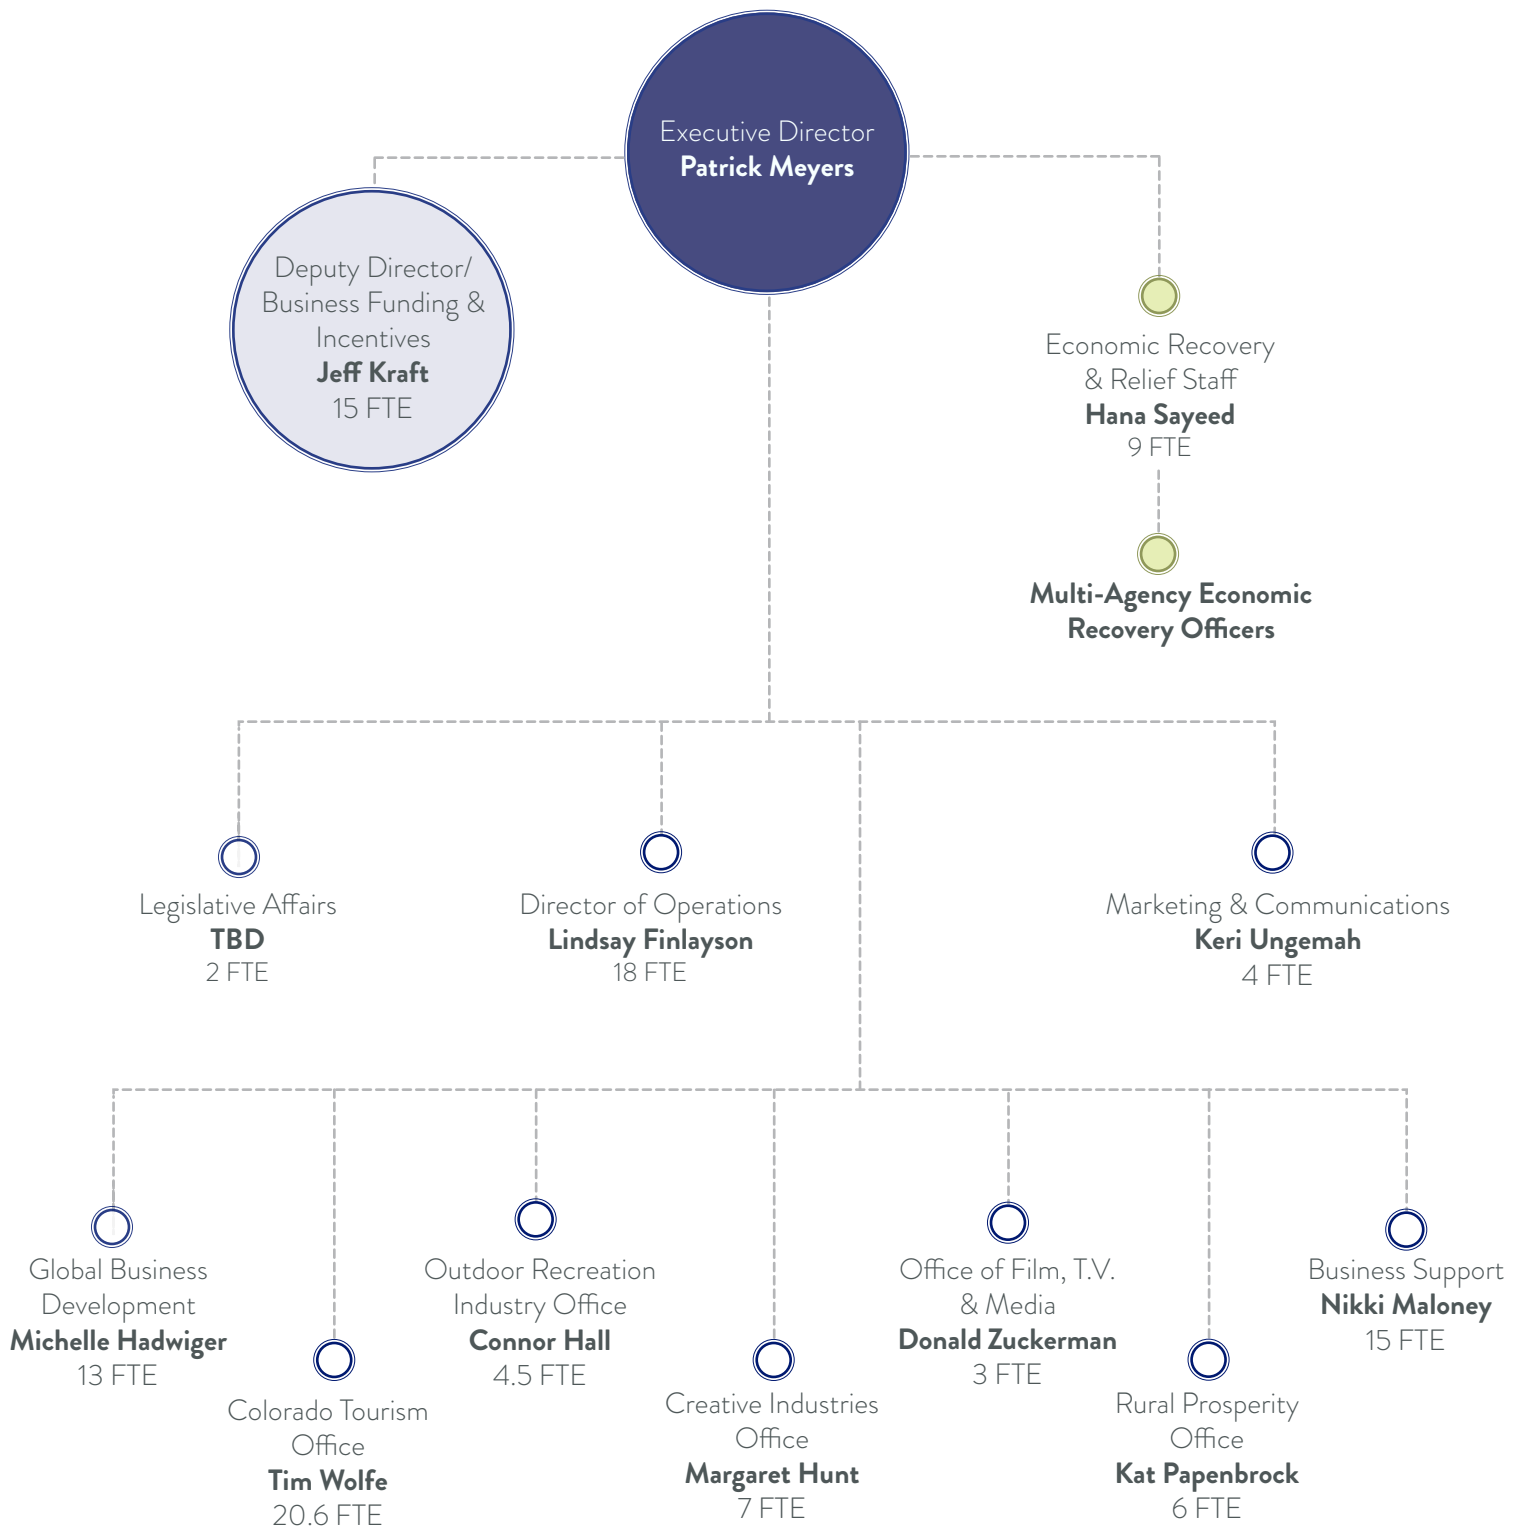 Executive Director
Patrick Meyers
Deputy Director/
Business Funding &
Incentives
Jeff Kraft
15 FTE
Economic Recovery
& Relief Staff
Hana Sayeed
9 FTE
Multi-Agency Economic
Recovery Officers
Legislative Affairs
TBD
2 FTE
Director of Operations
Lindsay Finlayson
18 FTE
Marketing & Communications
Keri Ungemah
4 FTE
Global Business
Development
Michelle Hadwiger
13 FTE
Colorado Tourism
Office
Tim Wolfe
20.6 FTE
Outdoor Recreation
Industry Office
Connor Hall
4.5 FTE
Creative Industries
Office
Margaret Hunt
7 FTE
Office of Film, T.V.
& Media
Donald Zuckerman
3 FTE
Rural Prosperity
Office
Kat Papenbrock
6 FTE
Business Support
Nikki Maloney
15 FTE